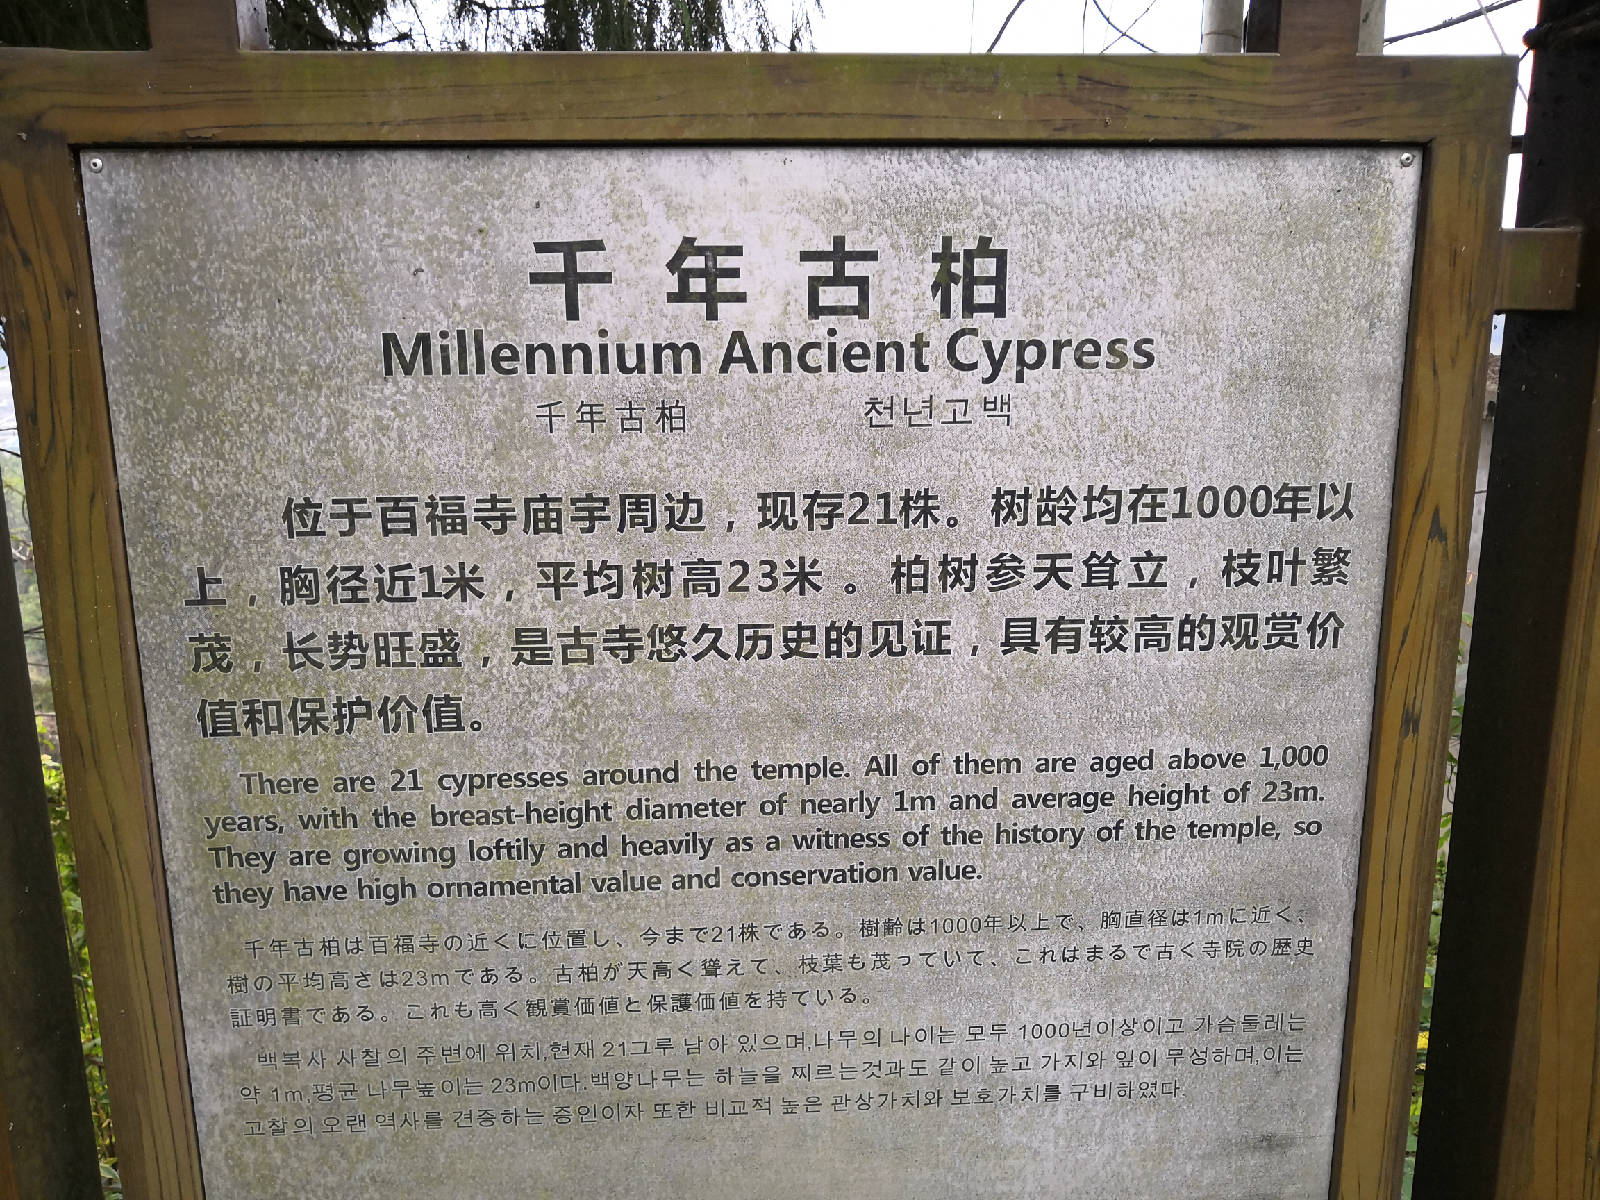 千年古柏
Millennium Ancient Cypress
千年古柏 천년고백
位于百福寺庙宇周边，现存21株。树龄均在1000年以
上，胸径近1米，平均树高23米。柏树参天耸立，枝叶繁
茂，长势旺盛，是古寺悠久历史的见证，具有较高的观赏价
值和保护价值。
There are 21 cypresses around the temple. All of them are aged above 1,000
years, with the breast-height diameter of nearly 1m and average height of 23m.
They are growing loftily and heavily as a witness of the history of the temple, so
they have high ornamental value and conservation value.
千年古柏は百福寺の近くに位置し、今まで21株である。樹齢は1000年以上で、胸直径は1mに近く、
樹の平均高さは23mである。古柏が天高く聳えて、枝葉も茂っていて、これはまるで古く寺院の歴史
証明書である。これも高く観賞価値と保護価値を持ている。
백복사 사찰의 주변에 위치,현재 21그루 남아 있으며,나무의 나이는 모두 1000년이상이고 가슴둘레는
약 1m,평균 나무높이는 23m이다.백양나무는 하늘을 찌르는것과도 같이 높고 가지와 잎이 무성하며,이는
고찰의 오랜 역사를 견증하는 증인이자 또한 비교적 높은 관상가치와 보호가치를 구비하였다.